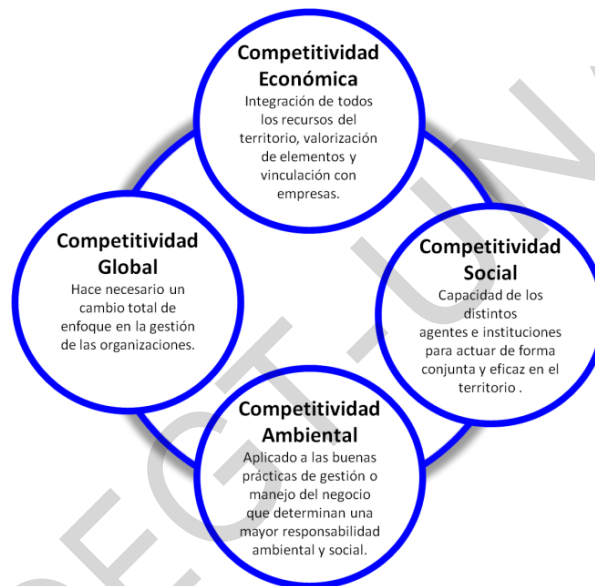 Competitividad
Económica
Integración de todos
los recursos del
territorio, valorización
de elementos y
vinculación con
empresas.
Competitividad
Global
Hace necesario un
cambio total de
enfoque en la gestión
de las organizaciones.
Competitividad
Social
Capacidad de los
distintos
agentes e instituciones
para actuar de forma
conjunta y eficaz en el
territorio .
Competitividad
Ambiental
Aplicado a las buenas
prácticas de gestión o
manejo del negocio
que determinan una
mayor responsabilidad
ambiental y social.